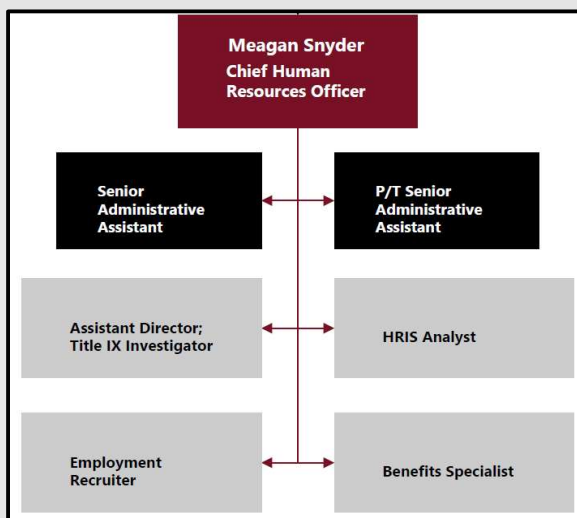 Meagan Snyder
Chief Human
Resources Officer
Senior
Administrative
Assistant
P/T Senior
Administrative
Assistant
Assistant Director;
Title IX Investigator
HRIS Analyst
Employment
Recruiter
Benefits Specialist